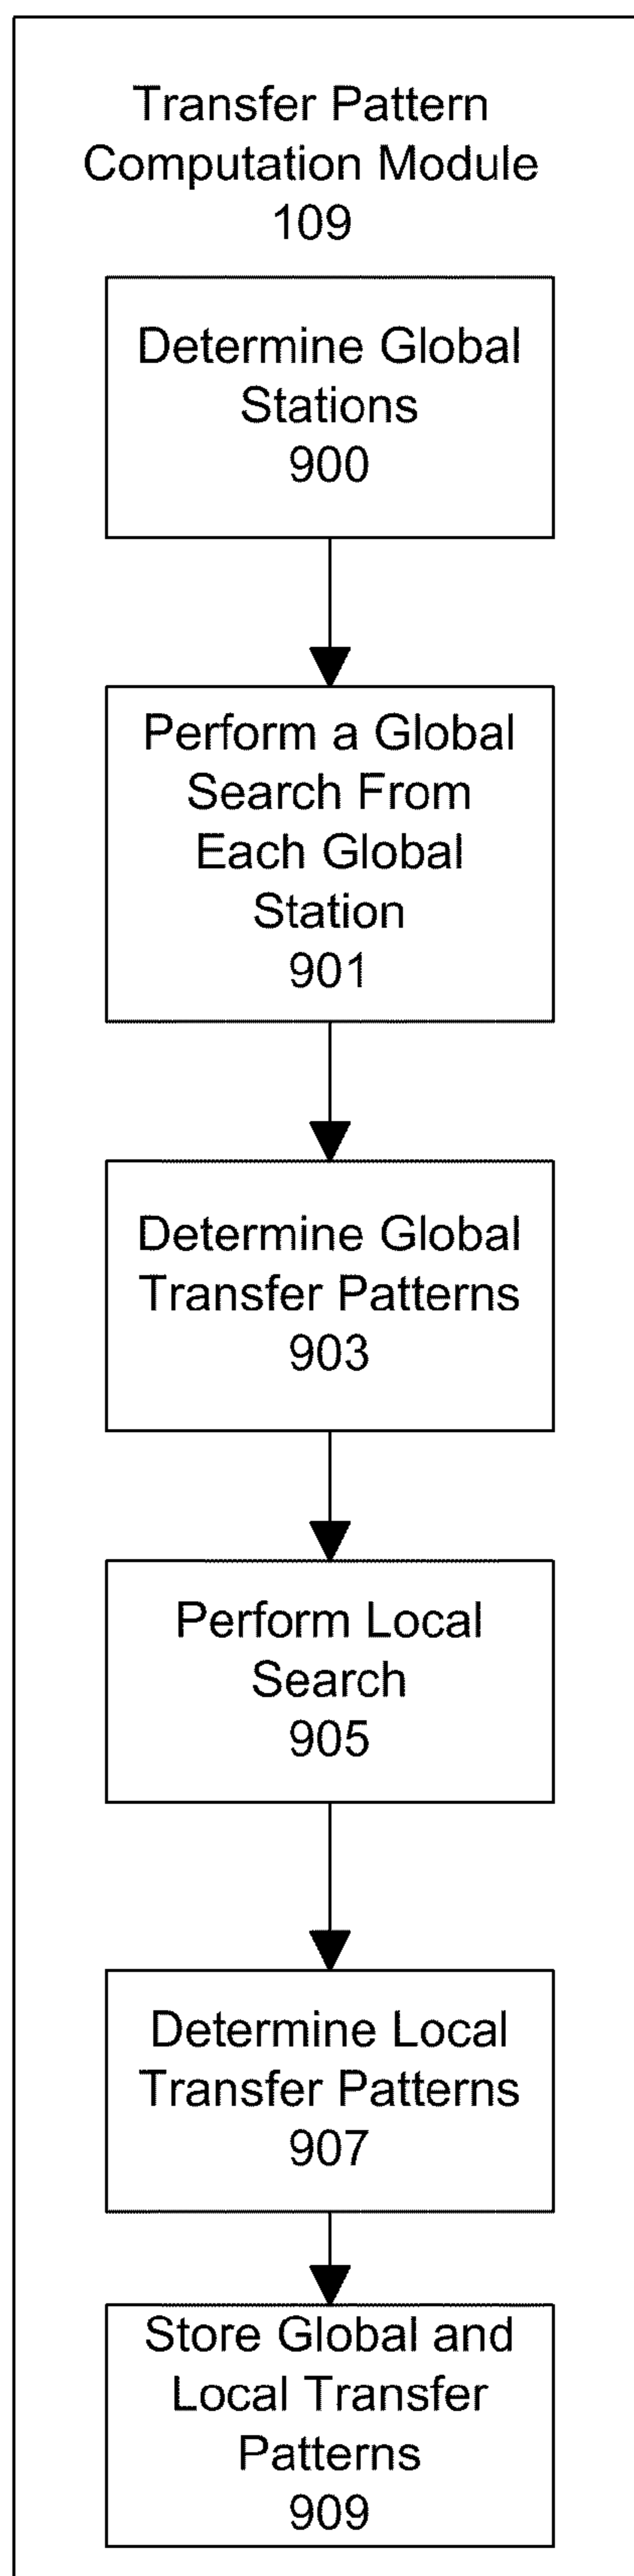 Transfer Pattern
Computation Module
109
Determine Global
Stations
900
Perform a Global
Search From
Each Global
Station
901
Determine Global
Transfer Patterns
903
Perform Local
Search
905
Determine Local
Transfer Patterns
907
Store Global and
Local Transfer
Patterns
909